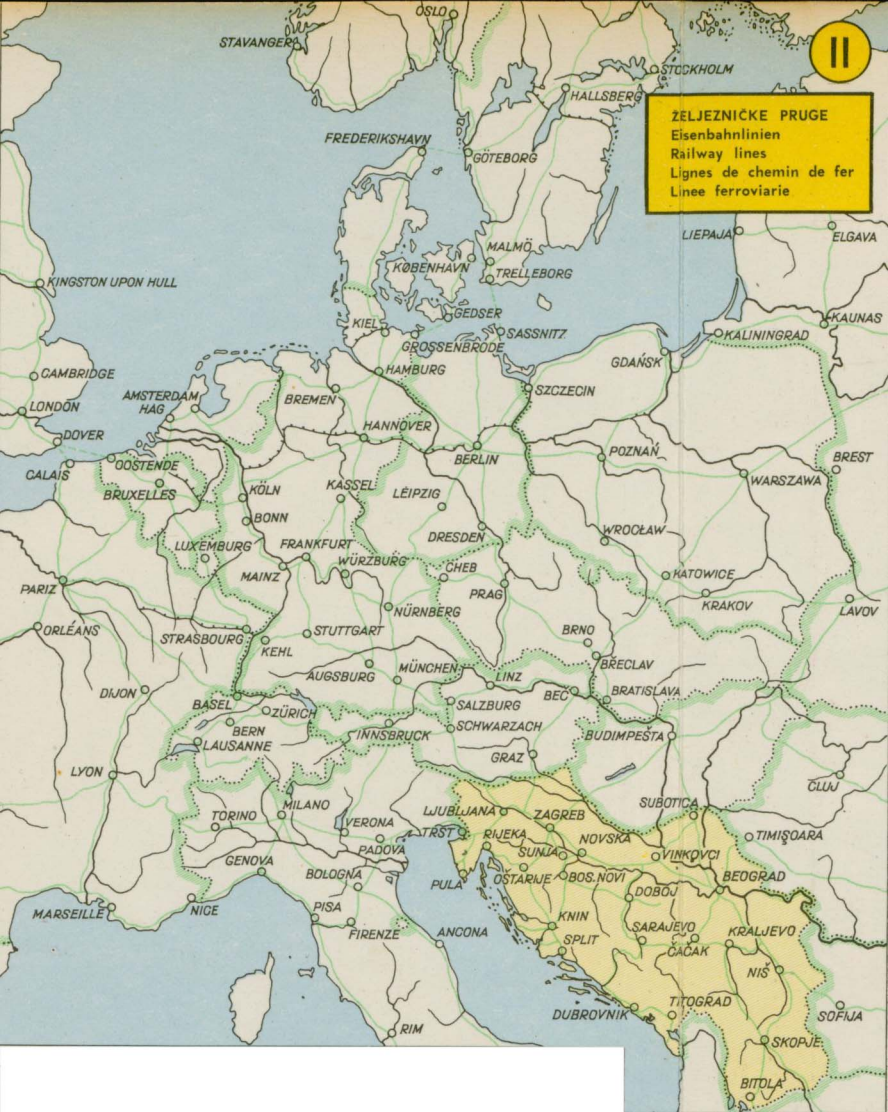 OSLO
STAVANGER
II
STOCKHOLM
HALLSBERG
ŽELJEZNIČKE PRUGE
Eisenbahnlinien
Railway lines
Lignes de chemin de fer
Linee ferroviarie
FREDERIKSHAVN
GÖTEBORG
LIEPAJA
ELGAVA
MALMÖ
KØBENHAVN
TRELLEBORG
KINGSTON UPON HULL
GEDSER
KAUNAS
KIEL
SASSNITZ
KALININGRAD
GROSSENBRODE
GDAŃSK
CAMBRIDGE
HAMBURG
AMSTERDAM
BREMEN
SZCZECIN
HAG
LONDON
DOVER
HANNOVER
BERLIN
POZNAŃ
BREST
CALAIS
OOSTENDE
BRUXELLES
KÖLN
KASSEL
LEIPZIG
WARSZAWA
BONN
DRESDEN
WROCŁAW
LUXEMBURG
FRANKFURT
WÜRZBURG
CHEB
KATOWICE
MAINZ
PRAG
KRAKOV
PARIZ
NÜRNBERG
LAVOV
ORLÉANS
STRASBOURG
KEHL
STUTTGART
BRNO
BŘECLAV
AUGSBURG
MÜNCHEN
LINZ
DIJON
BEČ
BRATISLAVA
BASEL
ZÜRICH
SALZBURG
BERN
INNSBRUCK
SCHWARZACH
BUDIMPEŠTA
LAUSANNE
GRAZ
LYON
CLUJ
MILANO
LJUBLJANA
SUBOTICA
TORINO
VERONA
ZAGREB
TRST
RIJEKA
NOVSKA
TIMIŞOARA
PADOVA
SUNJA
VINKOVCI
GENOVA
BOLOGNA
OŠTARIJE
BOS. NOVI
BEOGRAD
PULA
DOBOJ
MARSEILLE
NICE
PISA
KNIN
FIRENZE
ANCONA
SARAJEVO
KRALJEVO
SPLIT
ČAČAK
NIŠ
TITOGRAD
DUBROVNIK
SOFIJA
RIM
SKOPJE
BITOLA